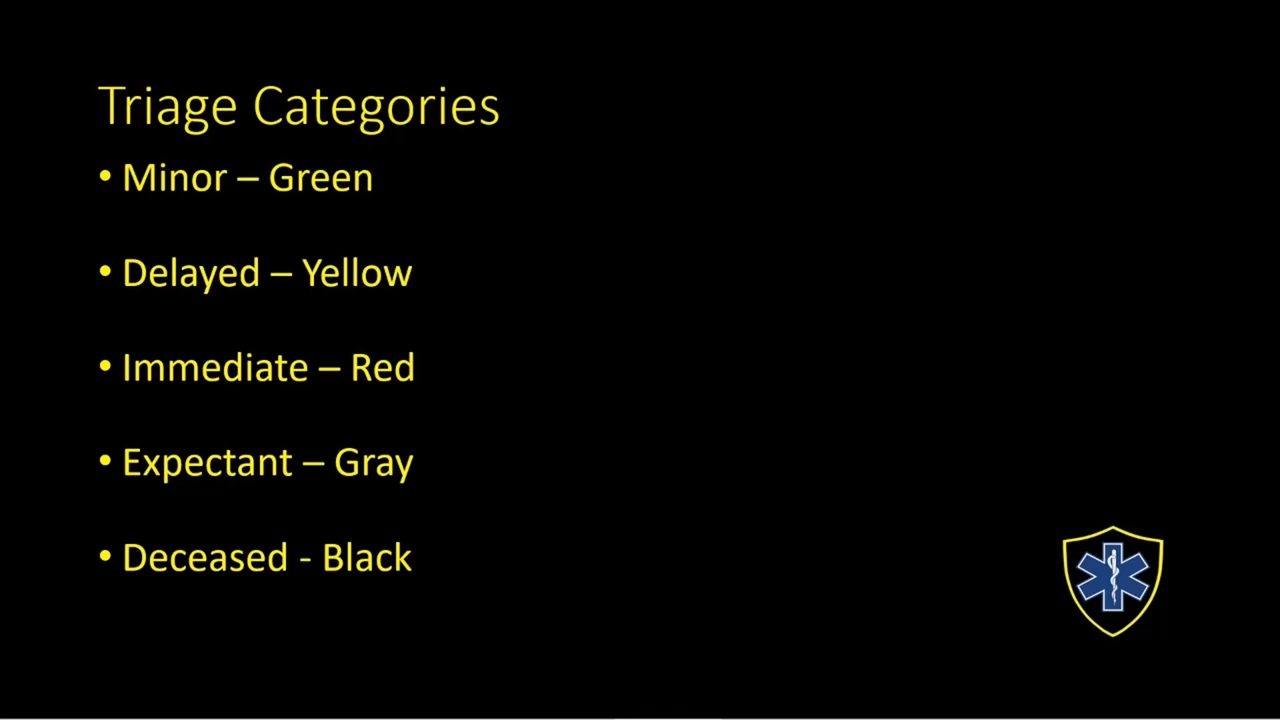 Triage Categories
• Minor – Green
• Delayed – Yellow
• Immediate – Red
• Expectant – Gray
• Deceased - Black